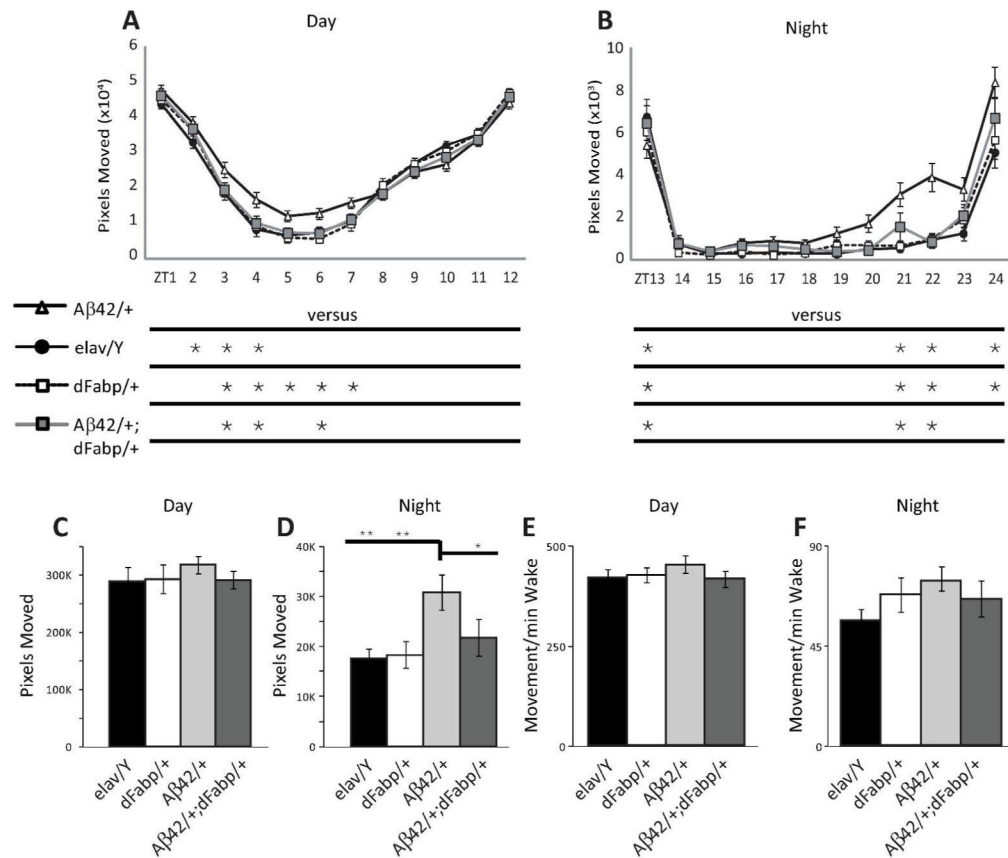 A
Day
Pixels Moved (x10⁴)
6
5
4
3
2
1
0
ZT1 2 3 4 5 6 7 8 9 10 11 12
B
Night
Pixels Moved (x10³)
10
8
6
4
2
0
ZT13 14 15 16 17 18 19 20 21 22 23 24
Aβ42/+
elav/Y
dFabp/+
Aβ42/+;
dFabp/+
versus
* * *
* * * * *
* * *
versus
* * * *
* * * *
* * *
C
Day
Pixels Moved
300K
200K
100K
0
elav/Y
dFabp/+
Aβ42/+
Aβ42/+;dFabp/+
D
Night
** ** *
Pixels Moved
40K
30K
20K
10K
0
elav/Y
dFabp/+
Aβ42/+
Aβ42/+;dFabp/+
E
Day
Movement/min Wake
500
250
0
elav/Y
dFabp/+
Aβ42/+
Aβ42/+;dFabp/+
F
Night
Movement/min Wake
90
45
0
elav/Y
dFabp/+
Aβ42/+
Aβ42/+;dFabp/+